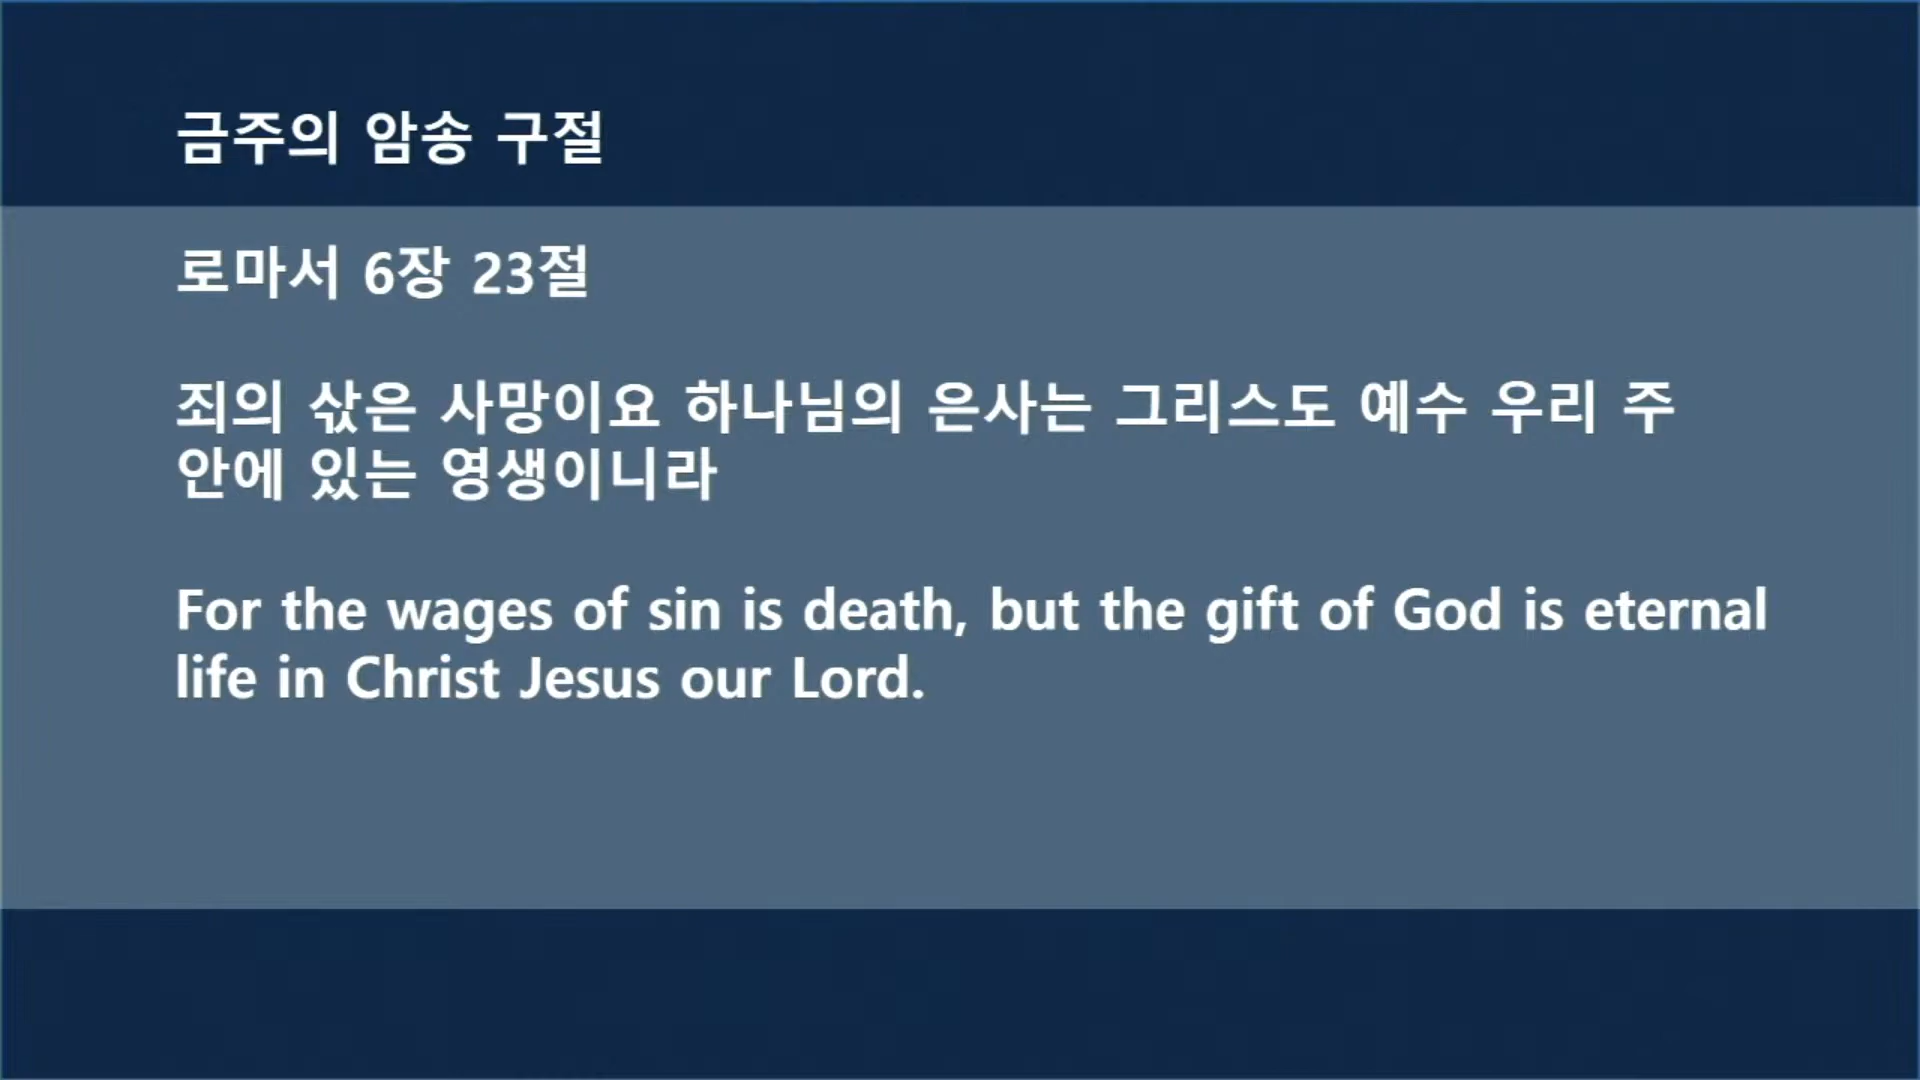 금주의 암송 구절
로마서 6장 23절
죄의 삯은 사망이요 하나님의 은사는 그리스도 예수 우리 주
안에 있는 영생이니라
For the wages of sin is death, but the gift of God is eternal
life in Christ Jesus our Lord.